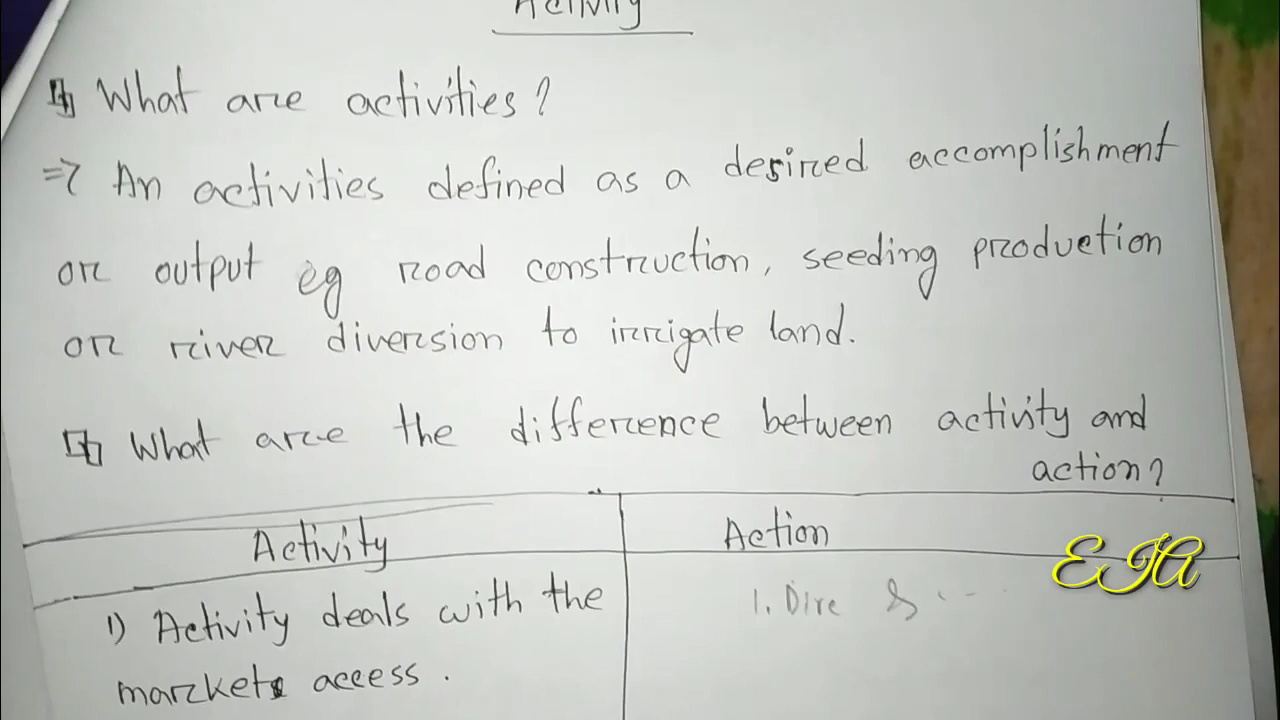 Activity
What are activities?
⇒ An activities defined as a desired accomplishment
or output eg road construction, seeding production
or river diversion to irrigate land.
What are the difference between activity and
action?
Activity
Action
1) Activity deals with the
markets access.
1. Dire &
EIA